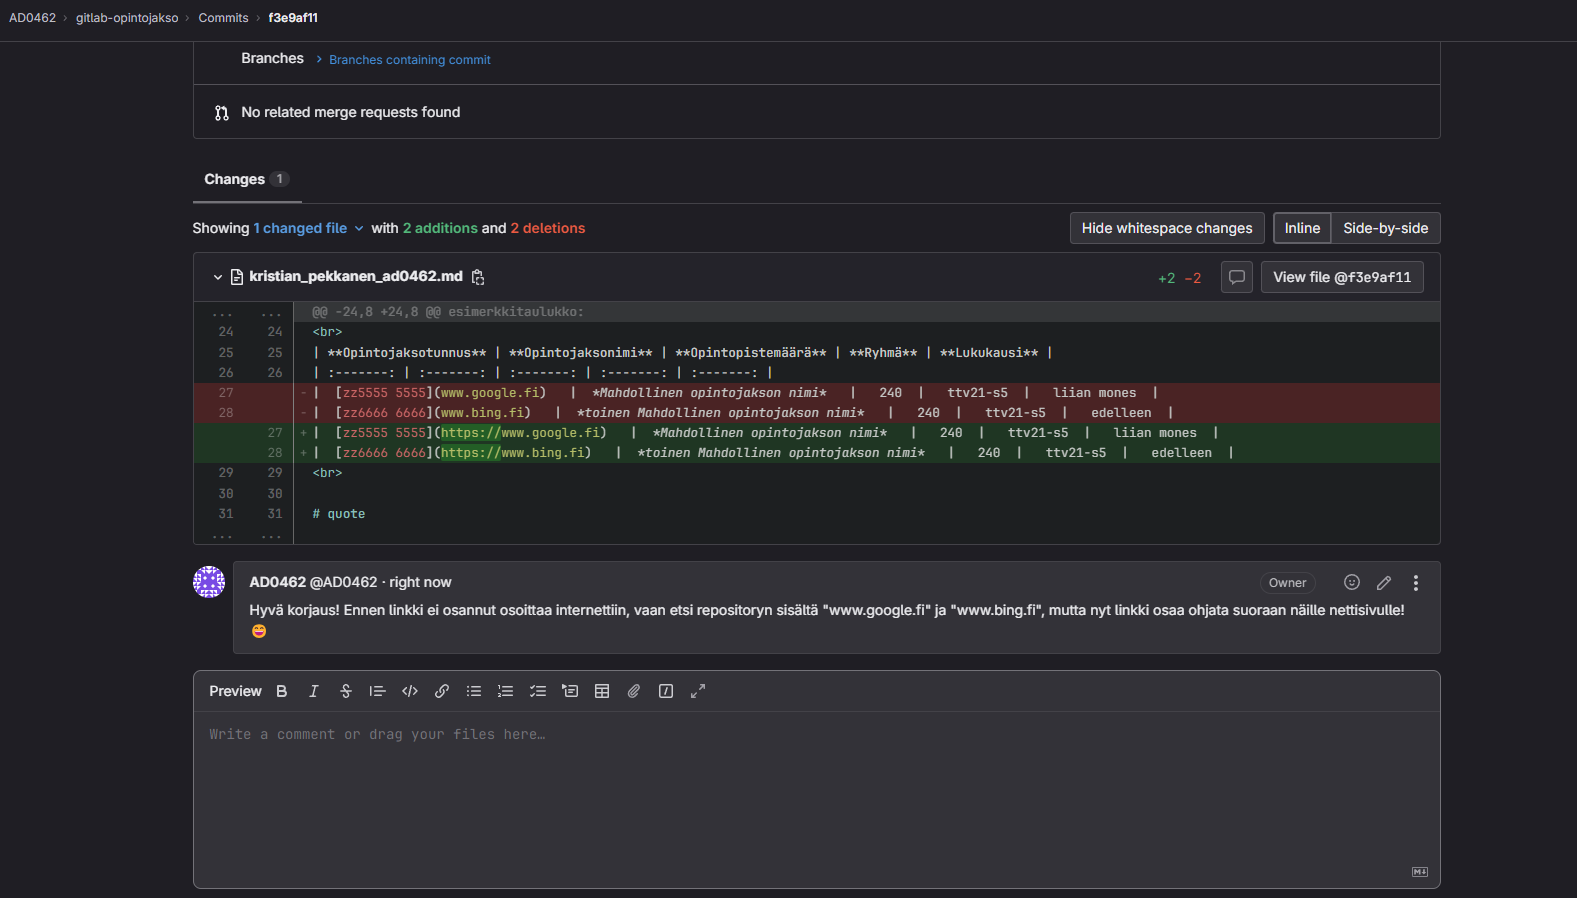 AD0462 › gitlab-opintojakso › Commits › f3e9af11
Branches › Branches containing commit
No related merge requests found
Changes 1
Showing 1 changed file with 2 additions and 2 deletions
Hide whitespace changes Inline Side-by-side
kristian_pekkanen_ad0462.md +2 −2 View file @f3e9af11
... ... @@ -24,8 +24,8 @@ esimerkkitaulukko:
24 24 <br>
25 25 | **Opintojaksotunnus** | **Opintojaksonimi** | **Opintopistemäärä** | **Ryhmä** | **Lukukausi** |
26 26 | :-------: | :-------: | :-------: | :-------: | :-------: |
27 - | [zz5555 5555](www.google.fi) | *Mahdollinen opintojakson nimi* | 240 | ttv21-s5 | liian mones |
28 - | [zz6666 6666](www.bing.fi) | *toinen Mahdollinen opintojakson nimi* | 240 | ttv21-s5 | edelleen |
27 + | [zz5555 5555](https://www.google.fi) | *Mahdollinen opintojakson nimi* | 240 | ttv21-s5 | liian mones |
28 + | [zz6666 6666](https://www.bing.fi) | *toinen Mahdollinen opintojakson nimi* | 240 | ttv21-s5 | edelleen |
29 29 <br>
30 30
31 31 # quote
... ...
AD0462 @AD0462 · right now Owner
Hyvä korjaus! Ennen linkki ei osannut osoittaa internettiin, vaan etsi repositoryn sisältä "www.google.fi" ja "www.bing.fi", mutta nyt linkki osaa ohjata suoraan näille nettisivulle!
😄
Preview
Write a comment or drag your files here…